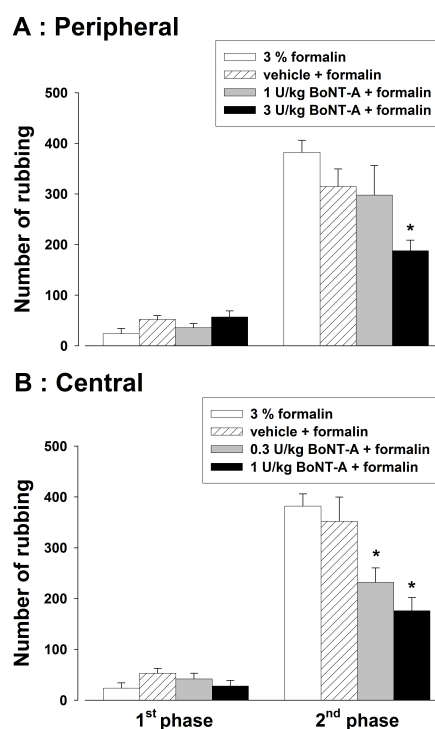 A : Peripheral
3 % formalin
vehicle + formalin
1 U/kg BoNT-A + formalin
3 U/kg BoNT-A + formalin
Number of rubbing
500
400
300
200
100
0
*
B : Central
3 % formalin
vehicle + formalin
0.3 U/kg BoNT-A + formalin
1 U/kg BoNT-A + formalin
Number of rubbing
500
400
300
200
100
0
*
*
1st phase
2nd phase